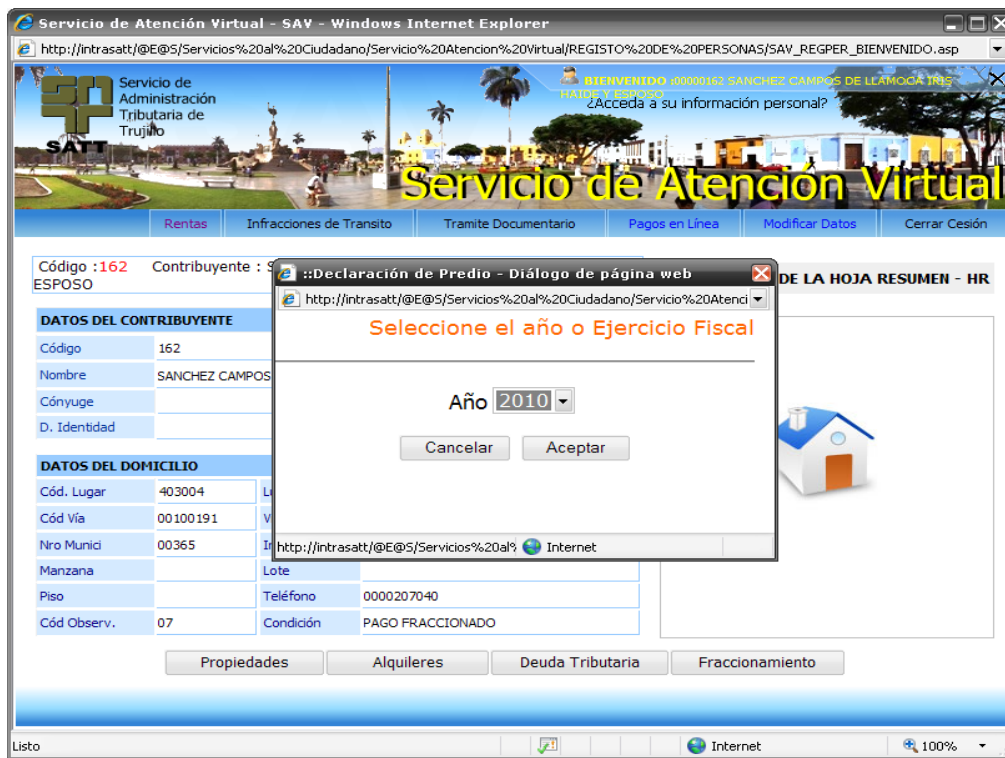 Servicio de Atención Virtual - SAV - Windows Internet Explorer
http://intrasatt/@E@S/Servicios%20al%20Ciudadano/Servicio%20Atencion%20Virtual/REGISTO%20DE%20PERSONAS/SAV_REGPER_BIENVENIDO.asp
Servicio de
Administración
Tributaria de
Trujillo
SATT
BIENVENIDO :00000162 SANCHEZ CAMPOS DE LLAMOCA IRIS
HAIDE Y ESPOSO
¿Acceda a su información personal?
Servicio de Atención Virtual
Rentas Infracciones de Transito Tramite Documentario Pagos en Línea Modificar Datos Cerrar Cesión
Código :162 Contribuyente : S
ESPOSO
DE LA HOJA RESUMEN - HR
::Declaración de Predio - Diálogo de página web
http://intrasatt/@E@S/Servicios%20al%20Ciudadano/Servicio%20Atenci
Seleccione el año o Ejercicio Fiscal
Año 2010
Cancelar Aceptar
http://intrasatt/@E@S/Servicios%20al% Internet
DATOS DEL CONTRIBUYENTE
Código 162
Nombre SANCHEZ CAMPOS
Cónyuge
D. Identidad
DATOS DEL DOMICILIO
Cód. Lugar 403004
Cód Vía 00100191 V
Nro Munici 00365
Manzana Lote
Piso Teléfono 0000207040
Cód Observ. 07 Condición PAGO FRACCIONADO
Propiedades Alquileres Deuda Tributaria Fraccionamiento
Listo Internet 100%